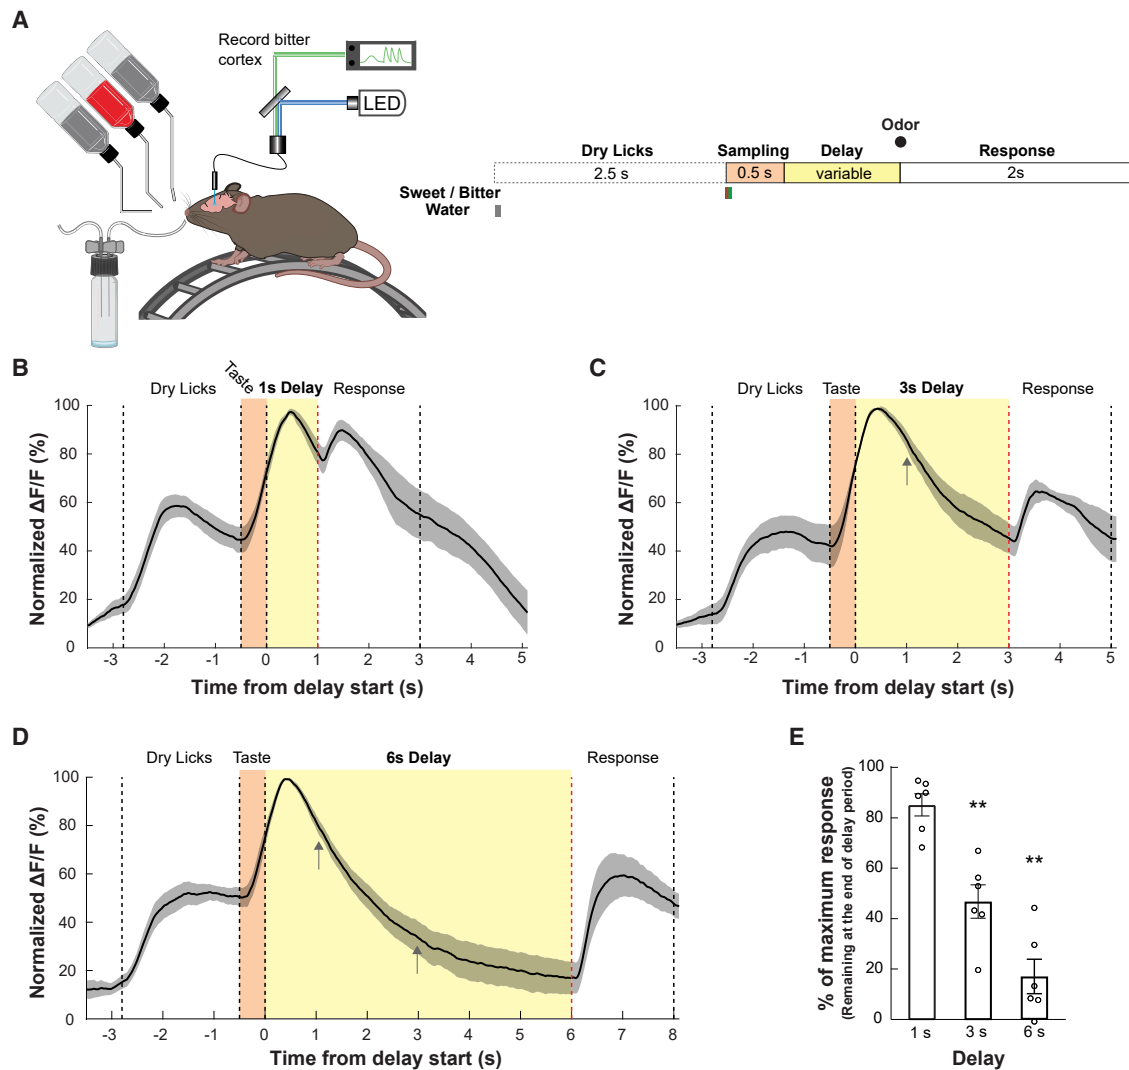 A
Record bitter
cortex
LED
Odor
Dry Licks
Sampling
Delay
Response
2.5 s
0.5 s
variable
2s
Sweet / Bitter
Water
B
Dry Licks
Taste
1s Delay
Response
Normalized ΔF/F (%)
100
80
60
40
20
0
-3 -2 -1 0 1 2 3 4 5
Time from delay start (s)
C
Dry Licks
Taste
3s Delay
Response
Normalized ΔF/F (%)
100
80
60
40
20
0
-3 -2 -1 0 1 2 3 4 5
Time from delay start (s)
D
Dry Licks
Taste
6s Delay
Response
Normalized ΔF/F (%)
100
80
60
40
20
0
-3 -2 -1 0 1 2 3 4 5 6 7 8
Time from delay start (s)
E
% of maximum response
(Remaining at the end of delay period)
100
80
60
40
20
0
**
**
1 s 3 s 6 s
Delay